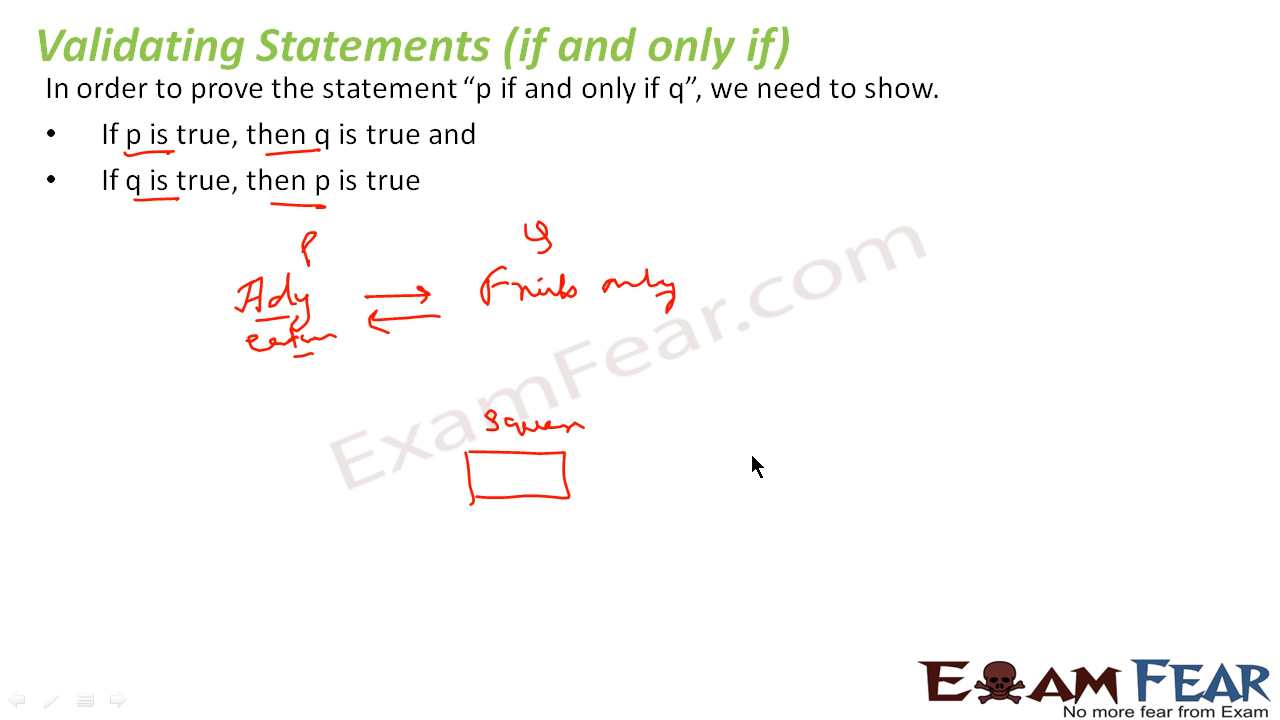 Validating Statements (if and only if)
In order to prove the statement “p if and only if q”, we need to show.
• If p is true, then q is true and
• If q is true, then p is true
p
Ady
Fruits only
ExamFear.com
EXAM FEAR
No more fear from Exam